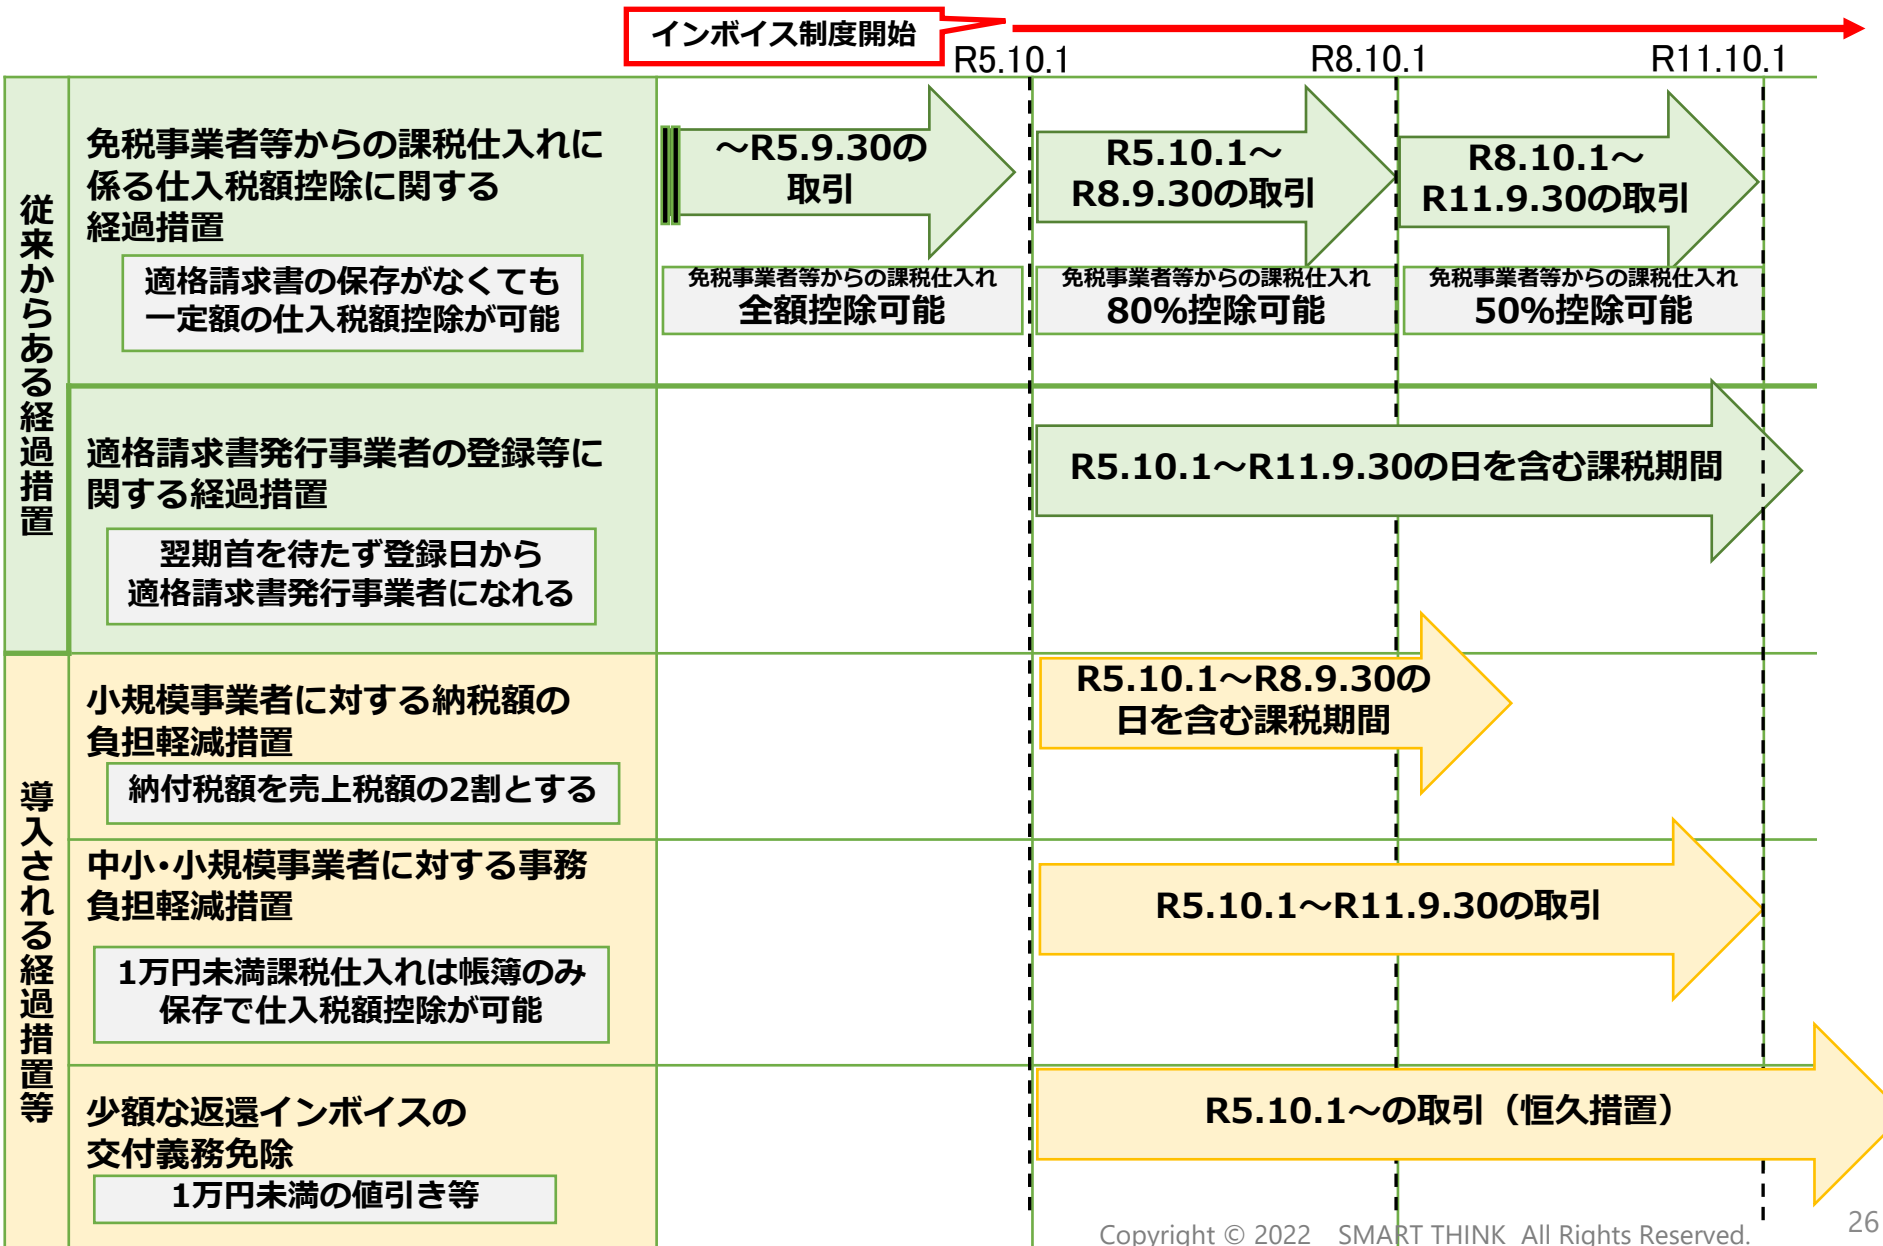 インボイス制度開始
R5.10.1
R8.10.1
R11.10.1
従来からある経過措置
免税事業者等からの課税仕入れに
係る仕入税額控除に関する
経過措置
適格請求書の保存がなくても
一定額の仕入税額控除が可能
～R5.9.30の
取引
R5.10.1～
R8.9.30の取引
R8.10.1～
R11.9.30の取引
免税事業者等からの課税仕入れ
全額控除可能
免税事業者等からの課税仕入れ
80%控除可能
免税事業者等からの課税仕入れ
50%控除可能
適格請求書発行事業者の登録等に
関する経過措置
翌期首を待たず登録日から
適格請求書発行事業者になれる
R5.10.1～R11.9.30の日を含む課税期間
導入される経過措置等
小規模事業者に対する納税額の
負担軽減措置
納付税額を売上税額の2割とする
R5.10.1～R8.9.30の
日を含む課税期間
中小・小規模事業者に対する事務
負担軽減措置
1万円未満課税仕入れは帳簿のみ
保存で仕入税額控除が可能
R5.10.1～R11.9.30の取引
少額な返還インボイスの
交付義務免除
1万円未満の値引き等
R5.10.1～の取引（恒久措置）
Copyright © 2022 SMART THINK All Rights Reserved.
26